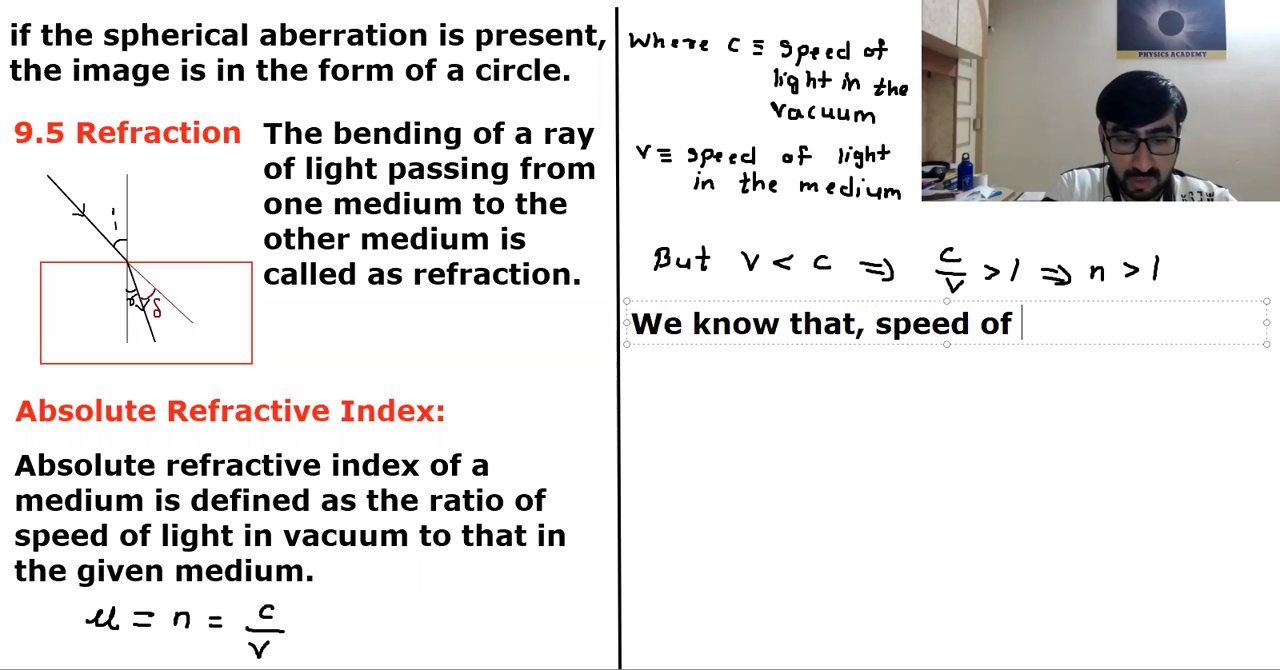 if the spherical aberration is present,
the image is in the form of a circle.
9.5 Refraction
The bending of a ray
of light passing from
one medium to the
other medium is
called as refraction.
i
r
δ
Absolute Refractive Index:
Absolute refractive index of a
medium is defined as the ratio of
speed of light in vacuum to that in
the given medium.
μ = n = c/v
Where c ≡ speed of
light in the
vacuum
v ≡ speed of light
in the medium
But v < c ⇒ c/v > 1 ⇒ n > 1
We know that, speed of
PHYSICS ACADEMY